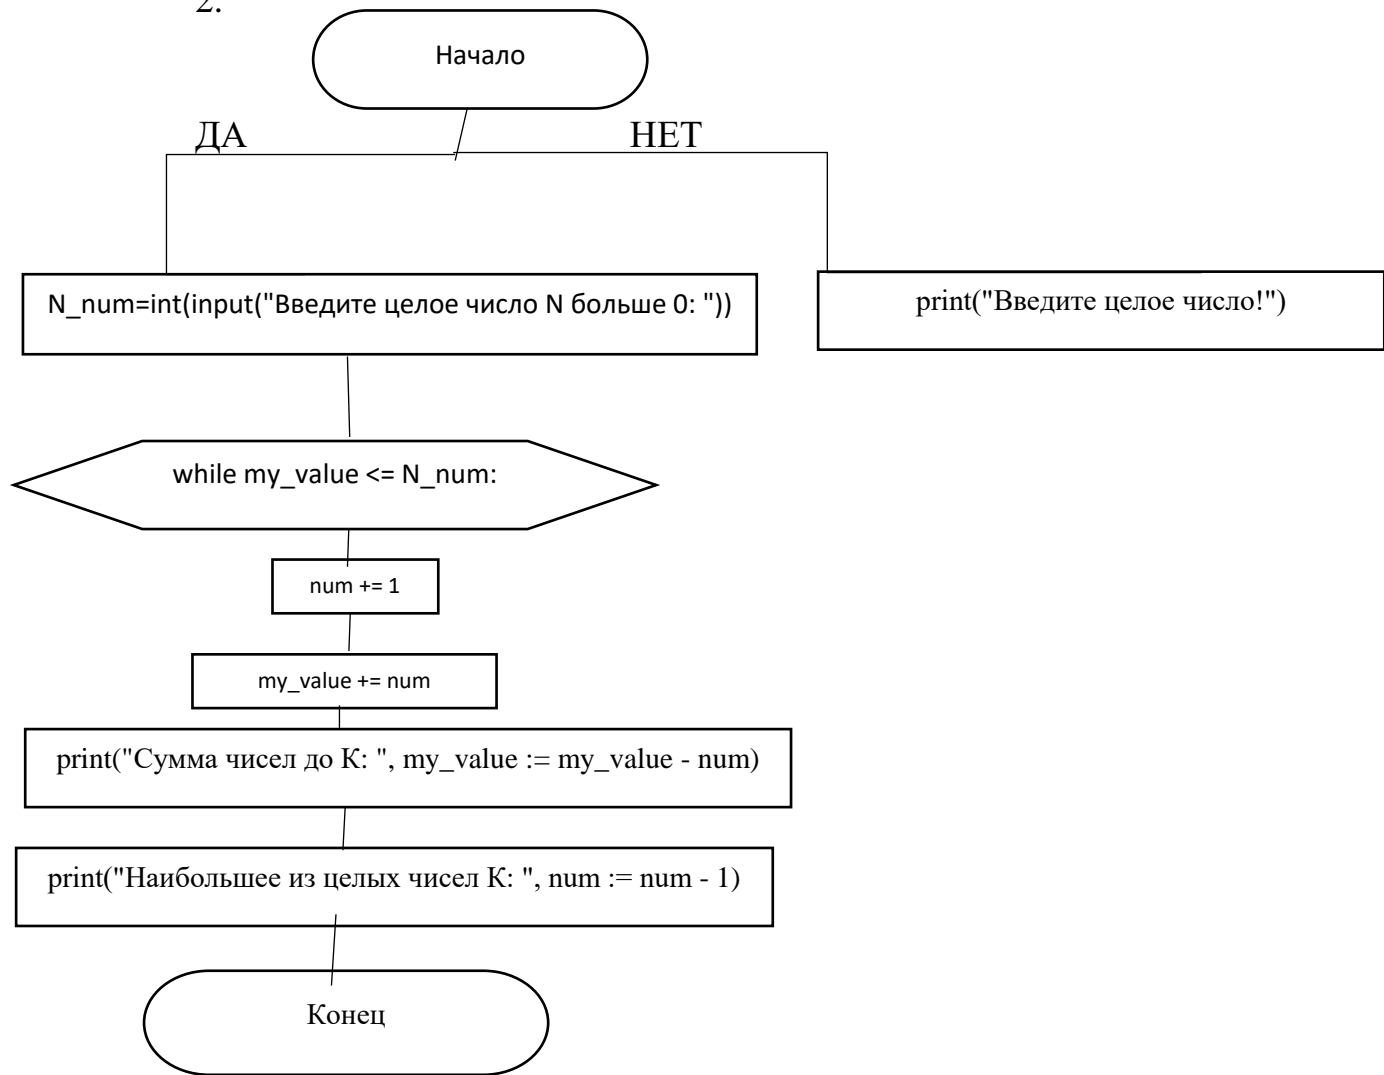 2.
Начало
ДА
НЕТ
N_num=int(input("Введите целое число N больше 0: "))
print("Введите целое число!")
while my_value <= N_num:
num += 1
my_value += num
print("Сумма чисел до К: ", my_value := my_value - num)
print("Наибольшее из целых чисел К: ", num := num - 1)
Конец